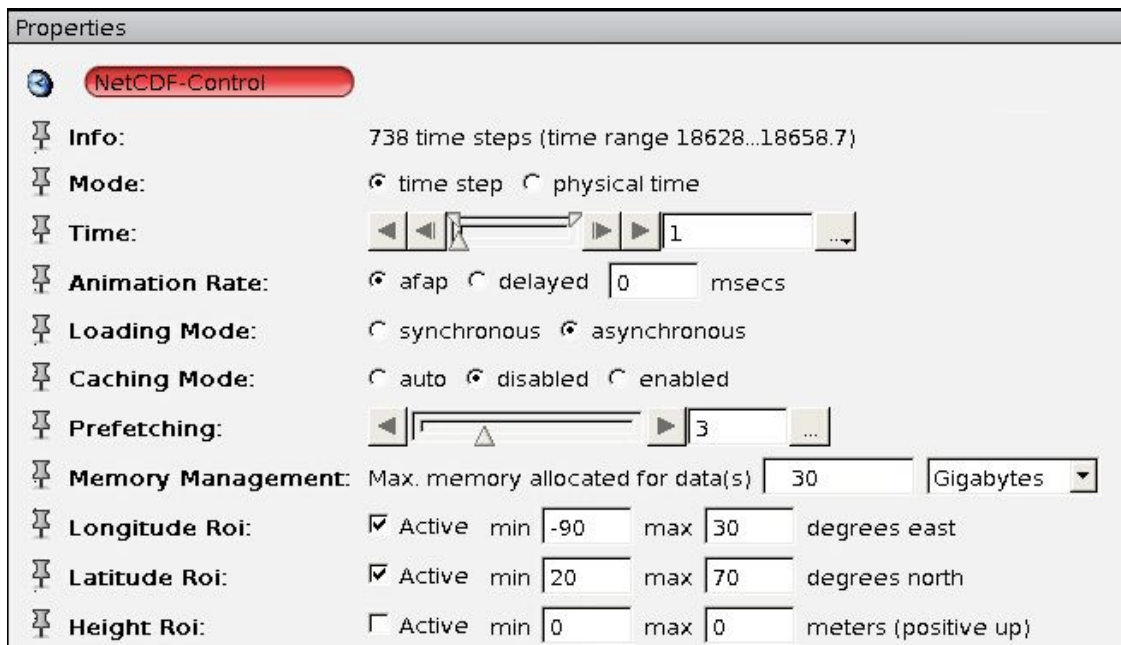 Properties
NetCDF-Control
Info: 738 time steps (time range 18628...18658.7)
Mode: time step physical time
Time: 1 ...
Animation Rate: afap delayed 0 msecs
Loading Mode: synchronous asynchronous
Caching Mode: auto disabled enabled
Prefetching: 3 ...
Memory Management: Max. memory allocated for data(s) 30 Gigabytes
Longitude Roi: Active min -90 max 30 degrees east
Latitude Roi: Active min 20 max 70 degrees north
Height Roi: Active min 0 max 0 meters (positive up)